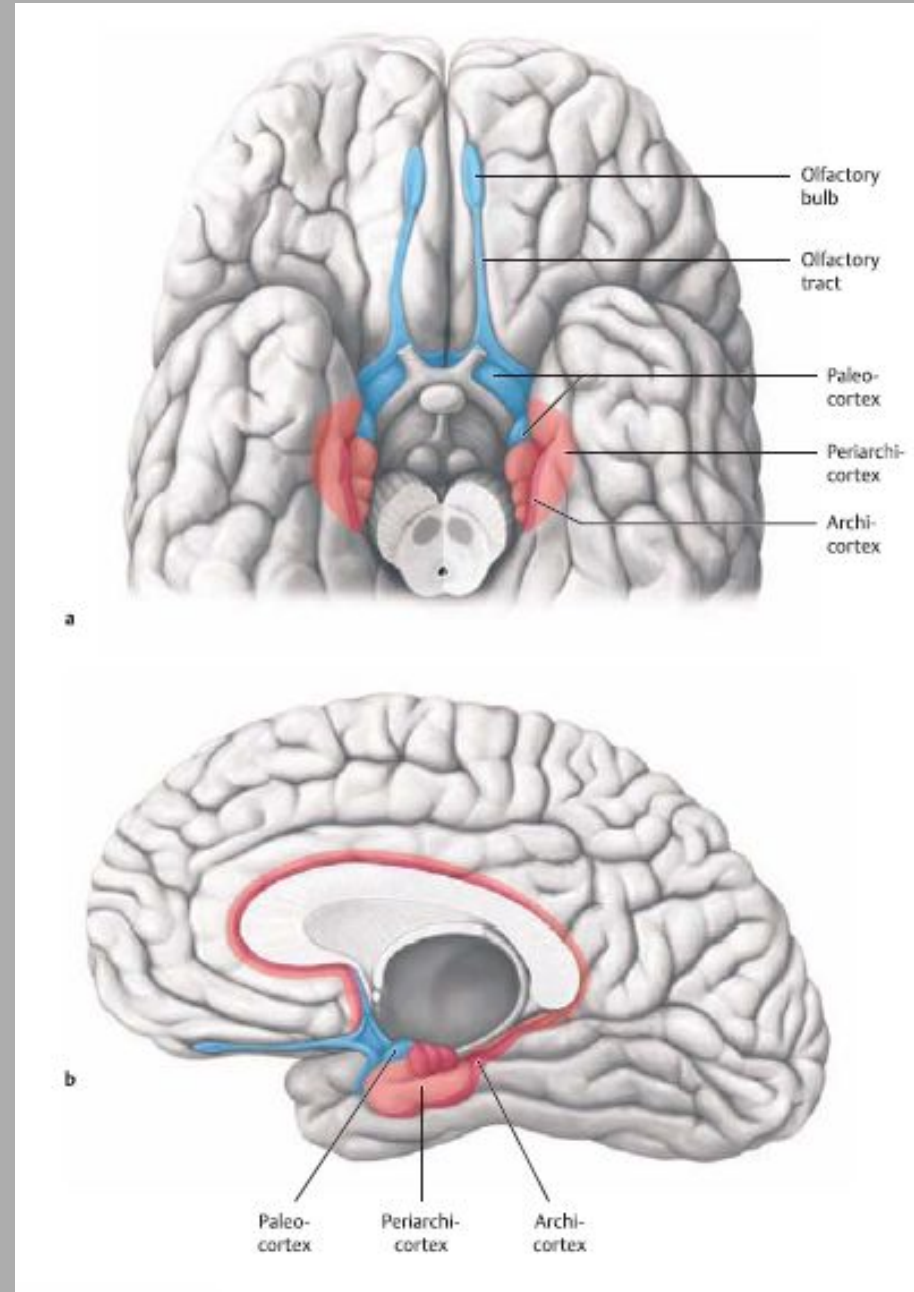 Olfactory
bulb
Olfactory
tract
Paleo-
cortex
Periarchi-
cortex
Archi-
cortex
a
b
Paleo-
cortex
Periarchi-
cortex
Archi-
cortex